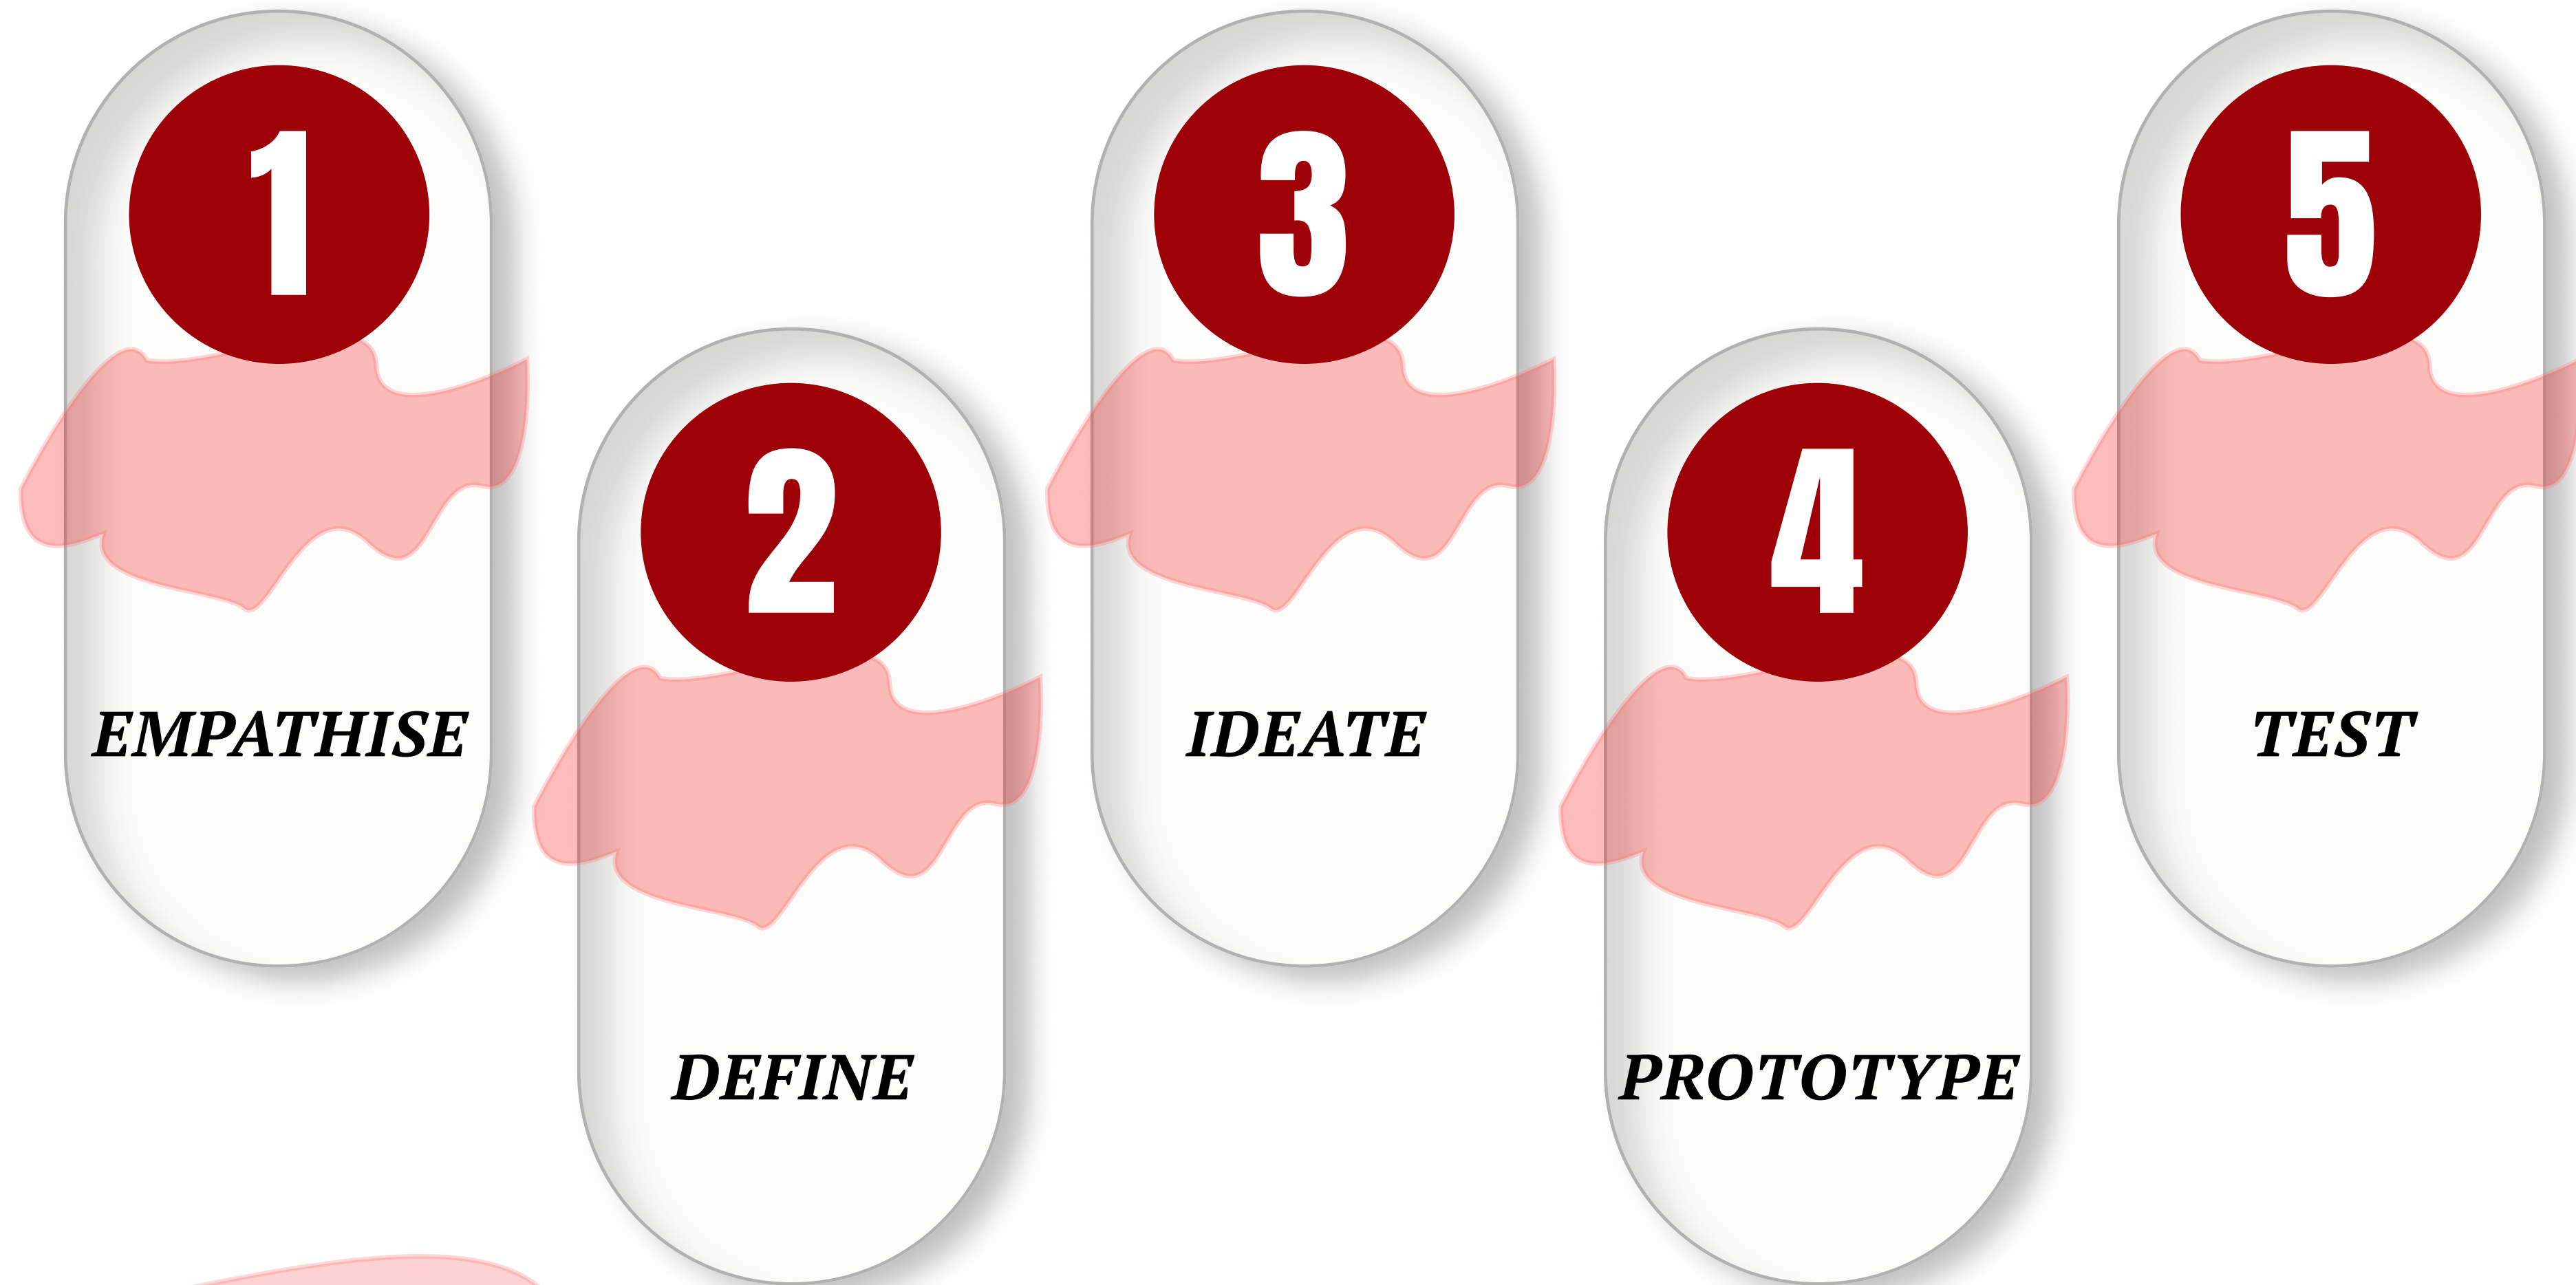 1
EMPATHISE
2
DEFINE
3
IDEATE
4
PROTOTYPE
5
TEST